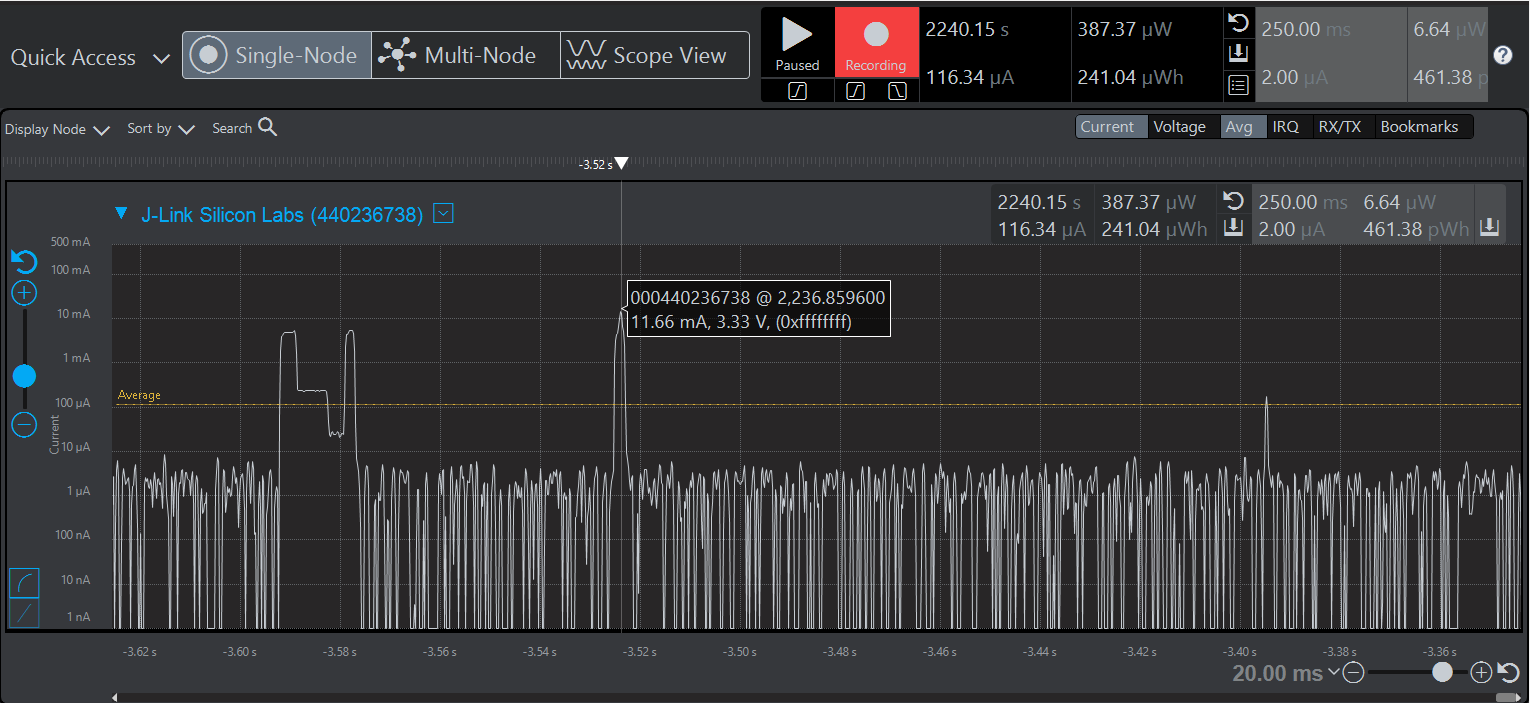 Quick Access
Single-Node
Multi-Node
Scope View
Paused
Recording
2240.15 s
116.34 µA
387.37 µW
241.04 µWh
250.00 ms
2.00 µA
6.64 µW
461.38 p
?
Display Node
Sort by
Search
Current
Voltage
Avg
IRQ
RX/TX
Bookmarks
-3.52 s
J-Link Silicon Labs (440236738)
2240.15 s 387.37 µW
116.34 µA 241.04 µWh
250.00 ms 6.64 µW
2.00 µA 461.38 pWh
500 mA
100 mA
10 mA
1 mA
100 µA
10 µA
1 µA
100 nA
10 nA
1 nA
Current
000440236738 @ 2,236.859600
11.66 mA, 3.33 V, (0xffffffff)
Average
-3.62 s -3.60 s -3.58 s -3.56 s -3.54 s -3.52 s -3.50 s -3.48 s -3.46 s -3.44 s -3.42 s -3.40 s -3.38 s -3.36 s
20.00 ms